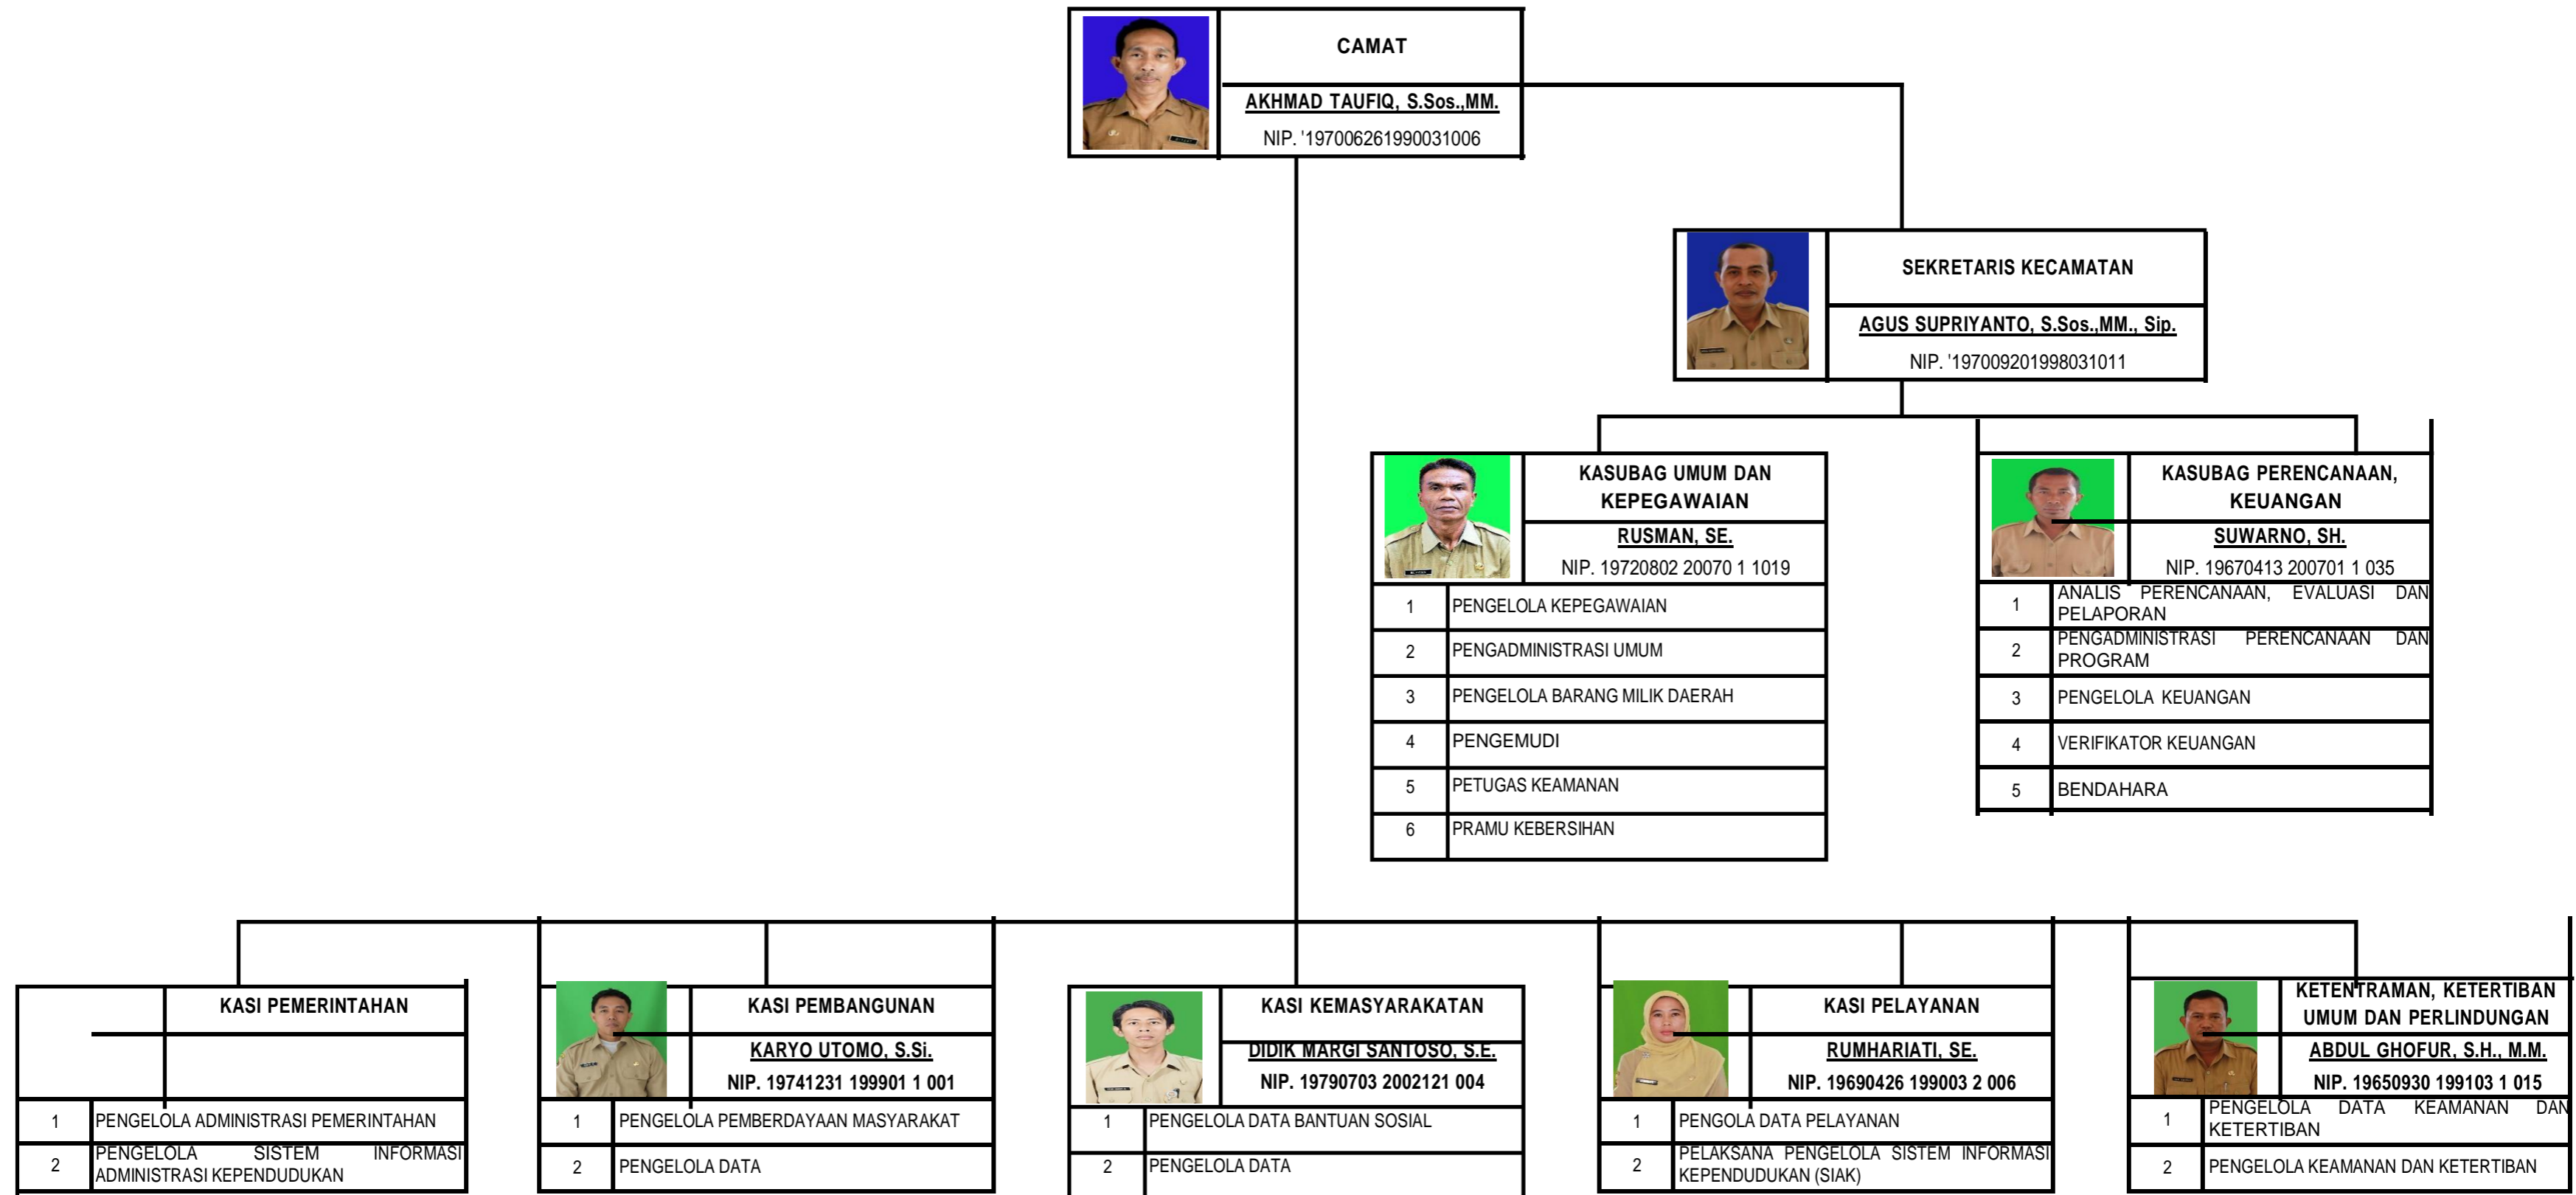 CAMAT
AKHMAD TAUFIQ, S.Sos.,MM.
NIP. '197006261990031006
SEKRETARIS KECAMATAN
AGUS SUPRIYANTO, S.Sos.,MM., Sip.
NIP. '197009201998031011
KASUBAG UMUM DAN
KEPEGAWAIAN
RUSMAN, SE.
NIP. 19720802 20070 1 1019
1 PENGELOLA KEPEGAWAIAN
2 PENGADMINISTRASI UMUM
3 PENGELOLA BARANG MILIK DAERAH
4 PENGEMUDI
5 PETUGAS KEAMANAN
6 PRAMU KEBERSIHAN
KASUBAG PERENCANAAN,
KEUANGAN
SUWARNO, SH.
NIP. 19670413 200701 1 035
1 ANALIS PERENCANAAN, EVALUASI DAN
PELAPORAN
2 PENGADMINISTRASI PERENCANAAN DAN
PROGRAM
3 PENGELOLA KEUANGAN
4 VERIFIKATOR KEUANGAN
5 BENDAHARA
KASI PEMERINTAHAN
1 PENGELOLA ADMINISTRASI PEMERINTAHAN
2 PENGELOLA SISTEM INFORMASI
ADMINISTRASI KEPENDUDUKAN
KASI PEMBANGUNAN
KARYO UTOMO, S.Si.
NIP. 19741231 199901 1 001
1 PENGELOLA PEMBERDAYAAN MASYARAKAT
2 PENGELOLA DATA
KASI KEMASYARAKATAN
DIDIK MARGI SANTOSO, S.E.
NIP. 19790703 2002121 004
1 PENGELOLA DATA BANTUAN SOSIAL
2 PENGELOLA DATA
KASI PELAYANAN
RUMHARIATI, SE.
NIP. 19690426 199003 2 006
1 PENGOLA DATA PELAYANAN
2 PELAKSANA PENGELOLA SISTEM INFORMASI
KEPENDUDUKAN (SIAK)
KETENTRAMAN, KETERTIBAN
UMUM DAN PERLINDUNGAN
ABDUL GHOFUR, S.H., M.M.
NIP. 19650930 199103 1 015
1 PENGELOLA DATA KEAMANAN DAN
KETERTIBAN
2 PENGELOLA KEAMANAN DAN KETERTIBAN